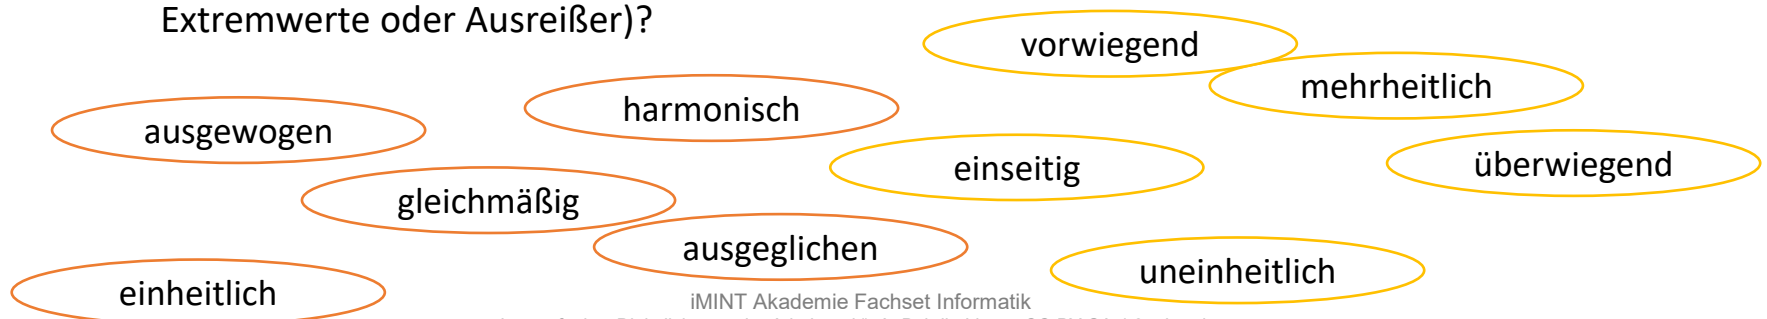 Extremwerte oder Ausreißer)?
vorwiegend
mehrheitlich
harmonisch
ausgewogen
einseitig
überwiegend
gleichmäßig
ausgeglichen
uneinheitlich
einheitlich
iMINT Akademie Fachset Informatik